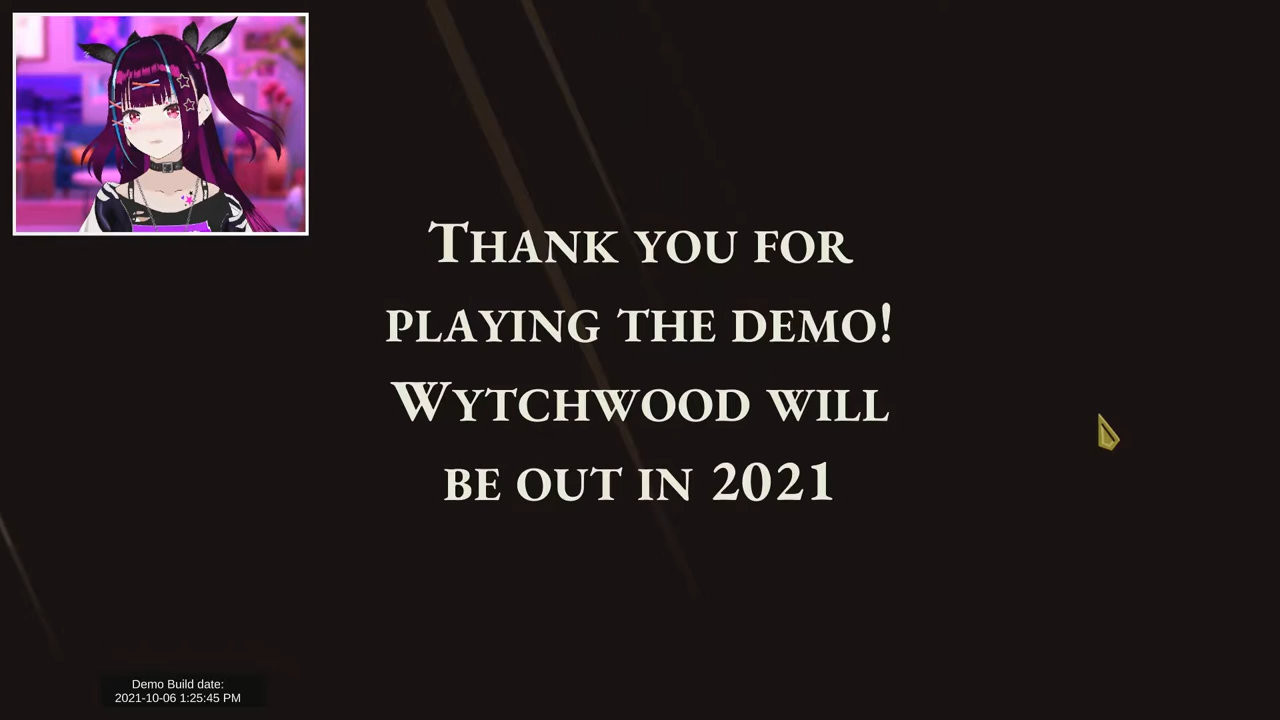 Thank you for
playing the demo!
Wytchwood will
be out in 2021
Demo Build date:
2021-10-06 1:25:45 PM